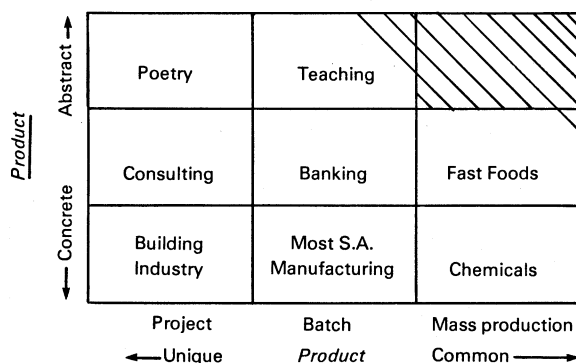 Abstract →
Product
← Concrete
Poetry
Teaching
Consulting
Banking
Fast Foods
Building
Industry
Most S.A.
Manufacturing
Chemicals
Project
Batch
Mass production
← Unique
Product
Common →